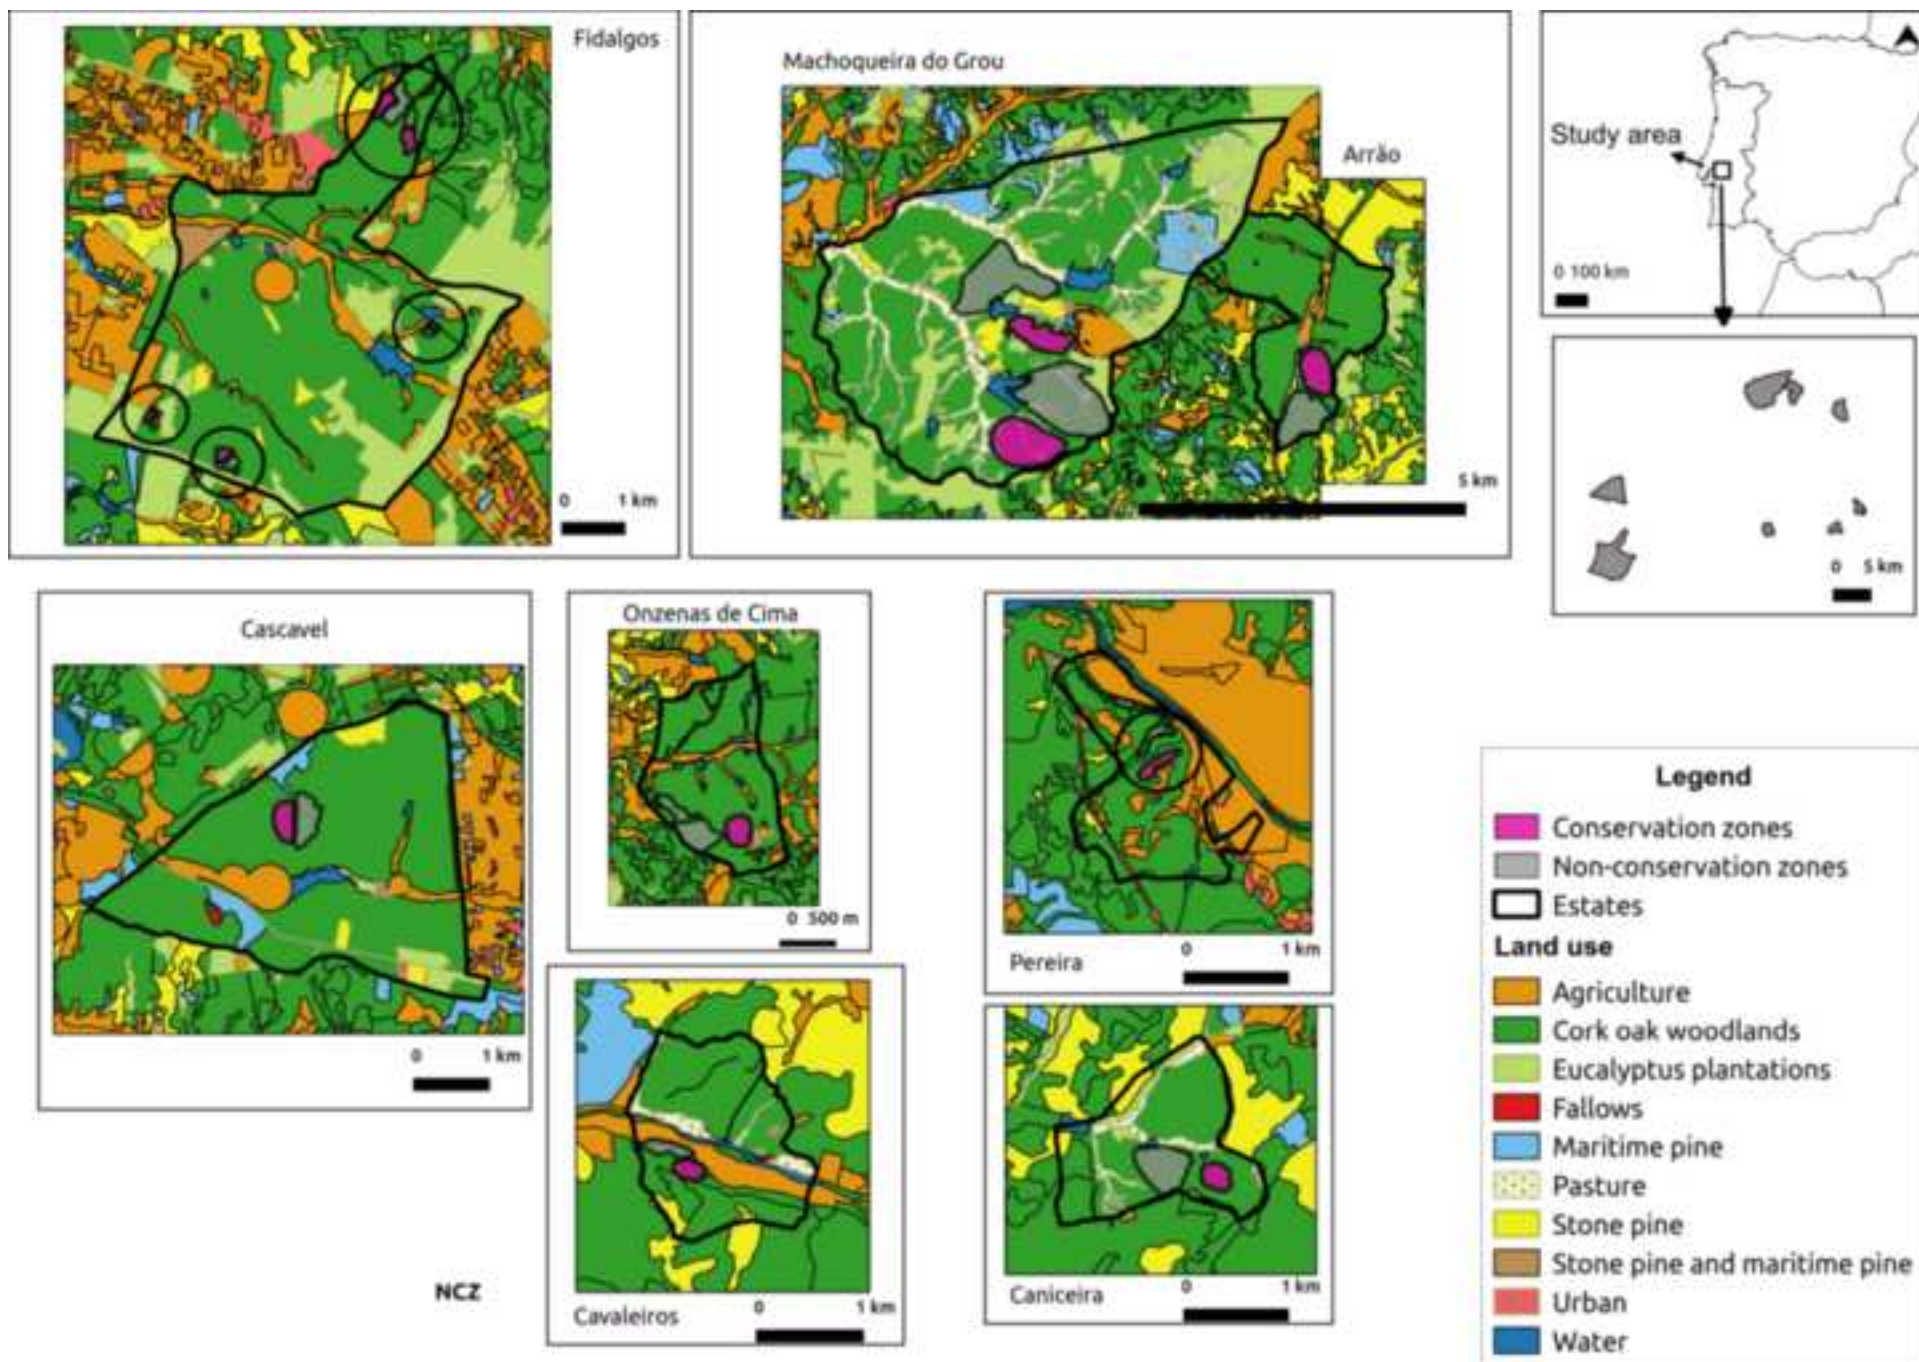 Fidalgos
0 1 km
Machoqueira do Grou
Arrão
5 km
Study area
0 100 km
0 5 km
Cascavel
0 1 km
Onzenas de Cima
0 500 m
Pereira
0 1 km
NCZ
Cavaleiros
0 1 km
Caniceira
0 1 km
Legend
Conservation zones
Non-conservation zones
Estates
Land use
Agriculture
Cork oak woodlands
Eucalyptus plantations
Fallows
Maritime pine
Pasture
Stone pine
Stone pine and maritime pine
Urban
Water